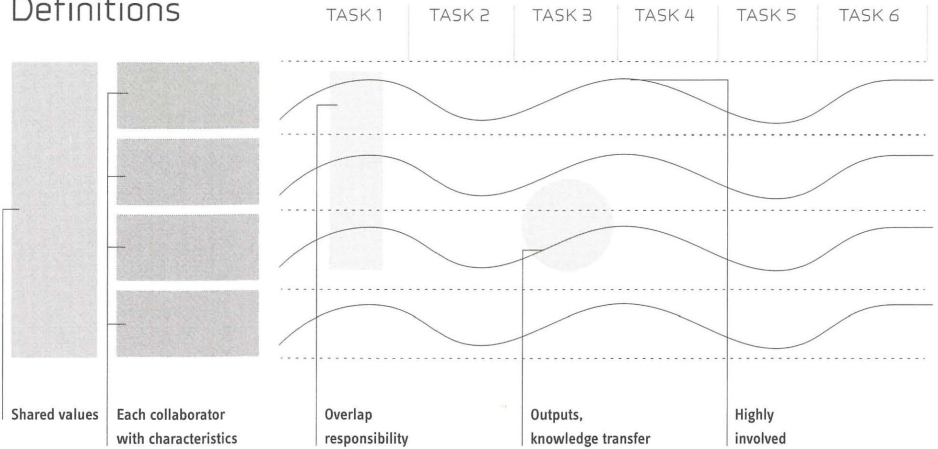 Definitions
TASK 1 TASK 2 TASK 3 TASK 4 TASK 5 TASK 6
Shared values
Each collaborator
with characteristics
Overlap
responsibility
Outputs,
knowledge transfer
Highly
involved